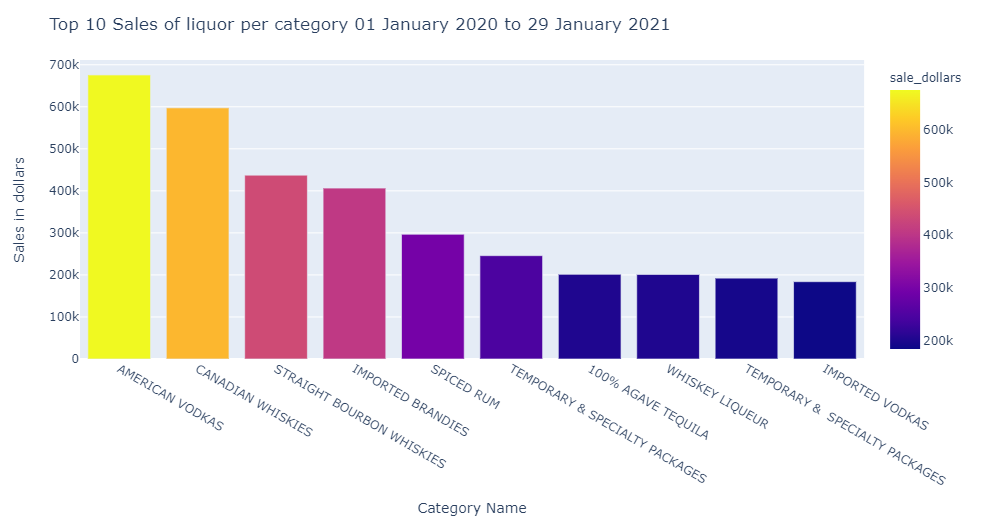 Top 10 Sales of liquor per category 01 January 2020 to 29 January 2021
sale_dollars
700k
600k
500k
400k
300k
200k
100k
0
Sales in dollars
600k
500k
400k
300k
200k
AMERICAN VODKAS
CANADIAN WHISKIES
STRAIGHT BOURBON WHISKIES
IMPORTED BRANDIES
SPICED RUM
TEMPORARY & SPECIALTY PACKAGES
100% AGAVE TEQUILA
WHISKEY LIQUEUR
TEMPORARY &  SPECIALTY PACKAGES
IMPORTED VODKAS
Category Name